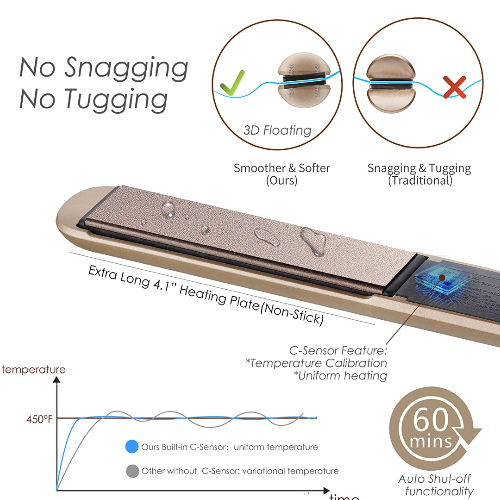 No Snagging
No Tugging
3D Floating
Smoother & Softer
(Ours)
Snagging & Tugging
(Traditional)
Extra Long 4.1” Heating Plate(Non-Stick)
C-Sensor Feature:
*Temperature Calibration
*Uniform heating
temperature
450°F
Ours Built-in C-Sensor: uniform temperature
Other without C-Sensor: variational temperature
time
60
mins
Auto Shut-off
functionality